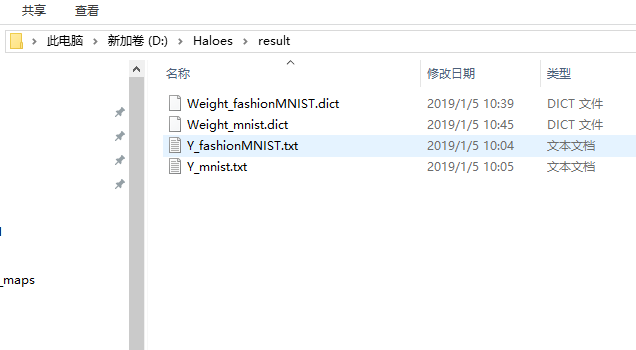 共享 查看
此电脑 > 新加卷 (D:) > Haloes > result
名称 修改日期 类型
Weight_fashionMNIST.dict 2019/1/5 10:39 DICT 文件
Weight_mnist.dict 2019/1/5 10:45 DICT 文件
Y_fashionMNIST.txt 2019/1/5 10:04 文本文档
Y_mnist.txt 2019/1/5 10:05 文本文档
_maps